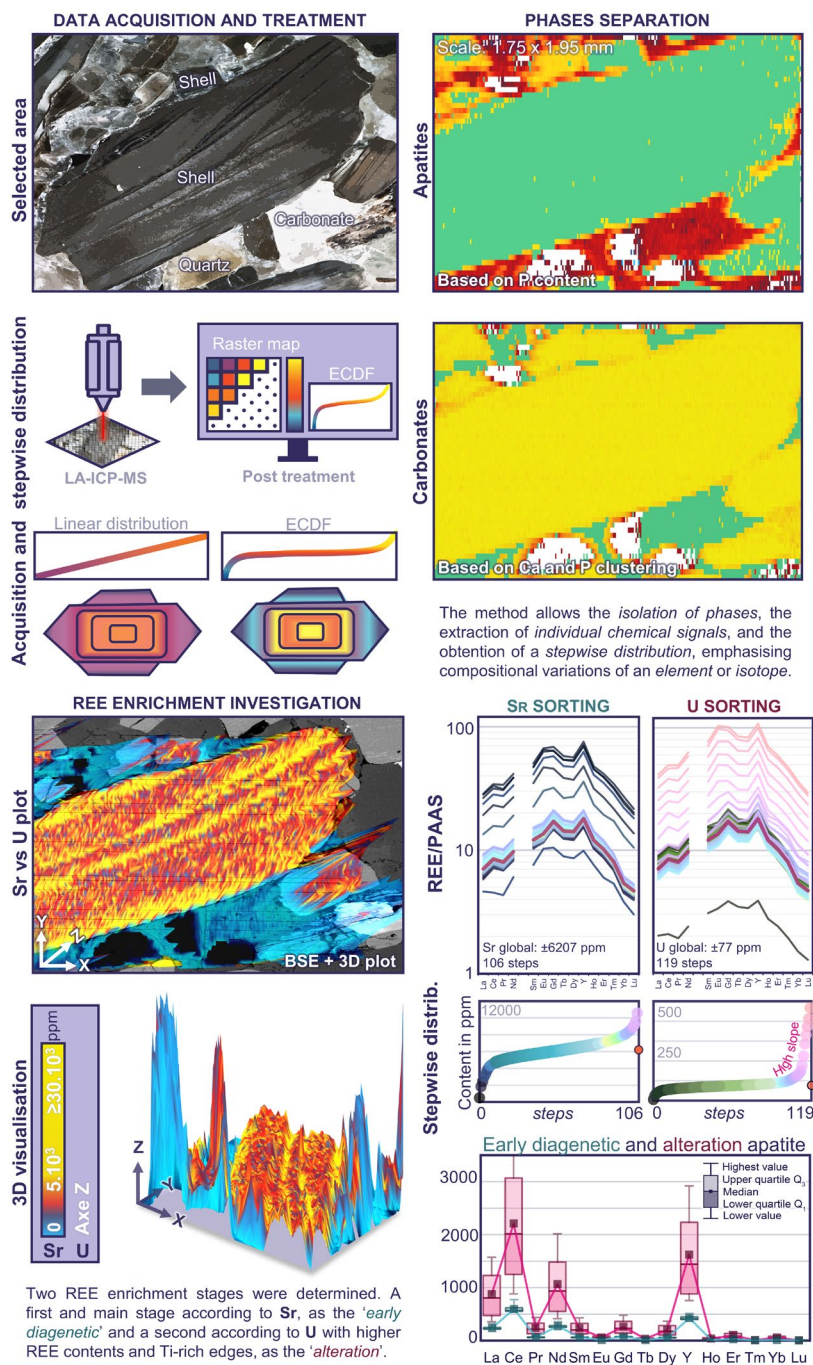 DATA ACQUISITION AND TREATMENT
Selected area
Shell
Shell
Carbonate
Quartz
PHASES SEPARATION
Apatites
Scale: 1.75 x 1.95 mm
Based on P content
Carbonates
Based on Ca and P clustering
Acquisition and stepwise distribution
LA-ICP-MS
Raster map
ECDF
Post treatment
Linear distribution
ECDF
The method allows the isolation of phases, the
extraction of individual chemical signals, and the
obtention of a stepwise distribution, emphasising
compositional variations of an element or isotope.
REE ENRICHMENT INVESTIGATION
Sr vs U plot
Y
Z
X
BSE + 3D plot
3D visualisation
0 5.10³ ≥30.10³ ppm
Axe Z
Sr U
Z
Y
X
Two REE enrichment stages were determined. A
first and main stage according to Sr, as the 'early
diagenetic' and a second according to U with higher
REE contents and Ti-rich edges, as the 'alteration'.
SR SORTING
U SORTING
REE/PAAS
100
10
1
Sr global: ±6207 ppm
106 steps
U global: ±77 ppm
119 steps
La Ce Pr Nd Sm Eu Gd Tb Dy Y Ho Er Tm Yb Lu
La Ce Pr Nd Sm Eu Gd Tb Dy Y Ho Er Tm Yb Lu
Stepwise distrib.
Content in ppm
12000
0 steps 106
500
250
High slope
0 steps 119
Early diagenetic and alteration apatite
3000
2000
1000
0
Highest value
Upper quartile Q3
Median
Lower quartile Q1
Lower value
La Ce Pr Nd Sm Eu Gd Tb Dy Y Ho Er Tm Yb Lu